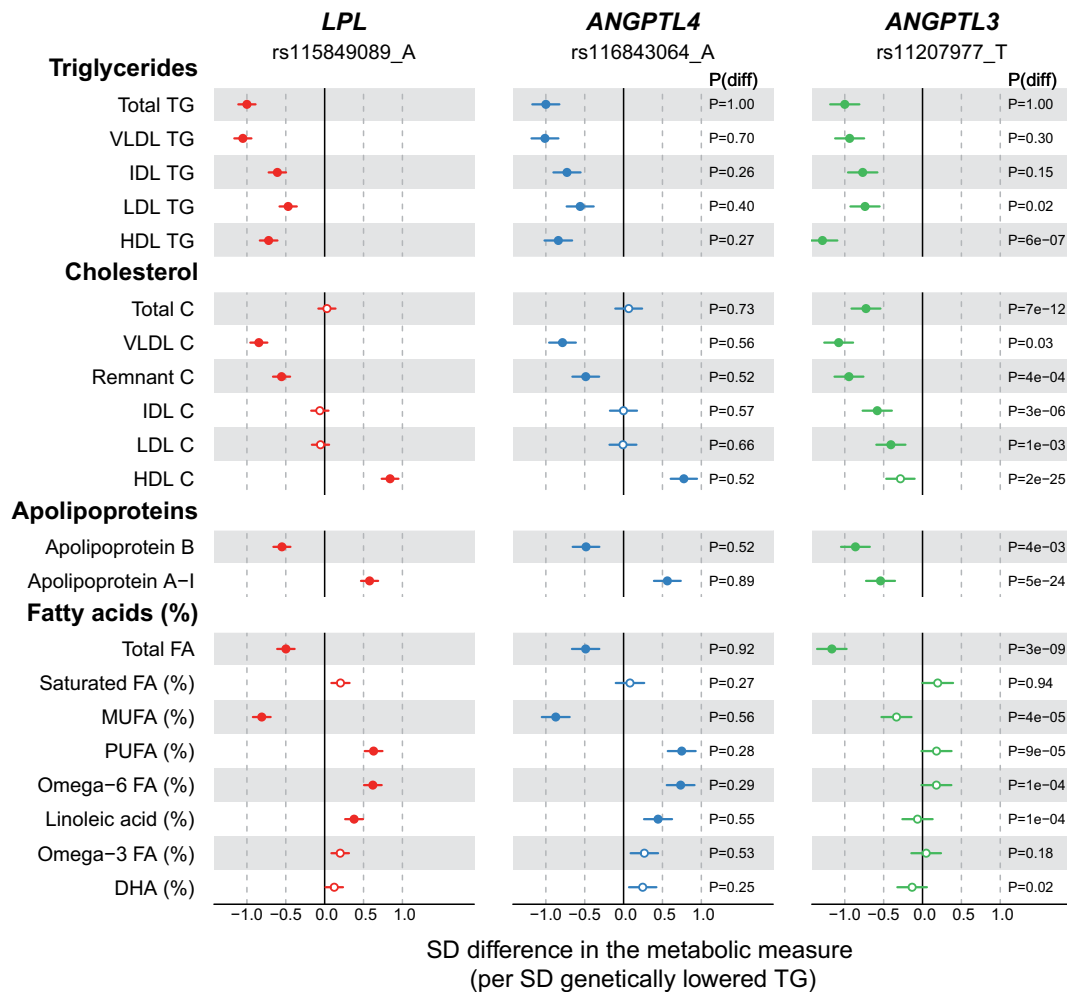 LPL ANGPTL4 ANGPTL3
rs115849089_A rs116843064_A rs11207977_T
Triglycerides P(diff) P(diff)
Total TG P=1.00 P=1.00
VLDL TG P=0.70 P=0.30
IDL TG P=0.26 P=0.15
LDL TG P=0.40 P=0.02
HDL TG P=0.27 P=6e−07
Cholesterol
Total C P=0.73 P=7e−12
VLDL C P=0.56 P=0.03
Remnant C P=0.52 P=4e−04
IDL C P=0.57 P=3e−06
LDL C P=0.66 P=1e−03
HDL C P=0.52 P=2e−25
Apolipoproteins
Apolipoprotein B P=0.52 P=4e−03
Apolipoprotein A−I P=0.89 P=5e−24
Fatty acids (%)
Total FA P=0.92 P=3e−09
Saturated FA (%) P=0.27 P=0.94
MUFA (%) P=0.56 P=4e−05
PUFA (%) P=0.28 P=9e−05
Omega−6 FA (%) P=0.29 P=1e−04
Linoleic acid (%) P=0.55 P=1e−04
Omega−3 FA (%) P=0.53 P=0.18
DHA (%) P=0.25 P=0.02
−1.0 −0.5 0.0 0.5 1.0 −1.0 −0.5 0.0 0.5 1.0 −1.0 −0.5 0.0 0.5 1.0
SD difference in the metabolic measure
(per SD genetically lowered TG)